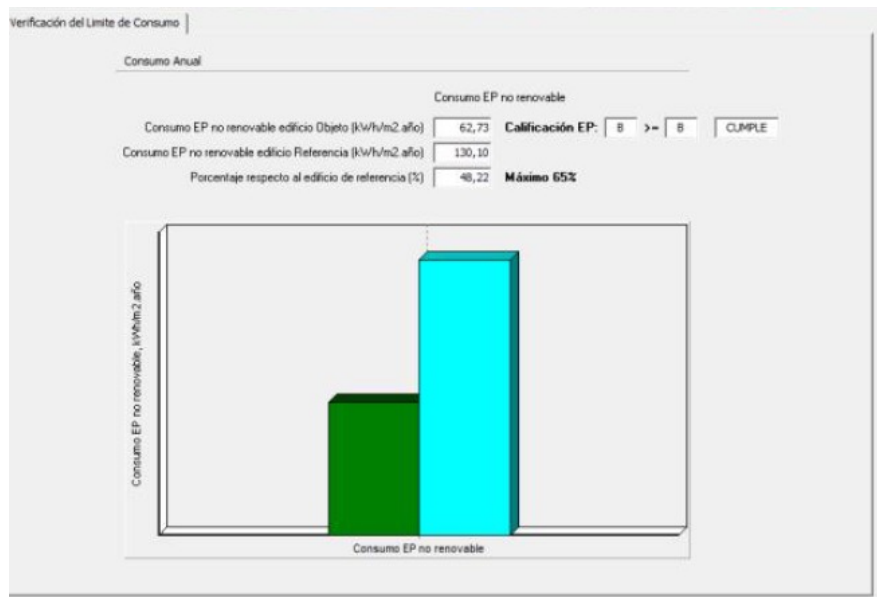 Verificación del Limite de Consumo
Consumo Anual
Consumo EP no renovable
Consumo EP no renovable edificio Objeto (kWh/m2.año) 62,73 Calificación EP: B >= B CUMPLE
Consumo EP no renovable edificio Referencia (kWh/m2.año) 130,10
Porcentaje respecto al edificio de referencia (%) 48,22 Máximo 65%
Consumo EP no renovable, kWh/m2.año
Consumo EP no renovable